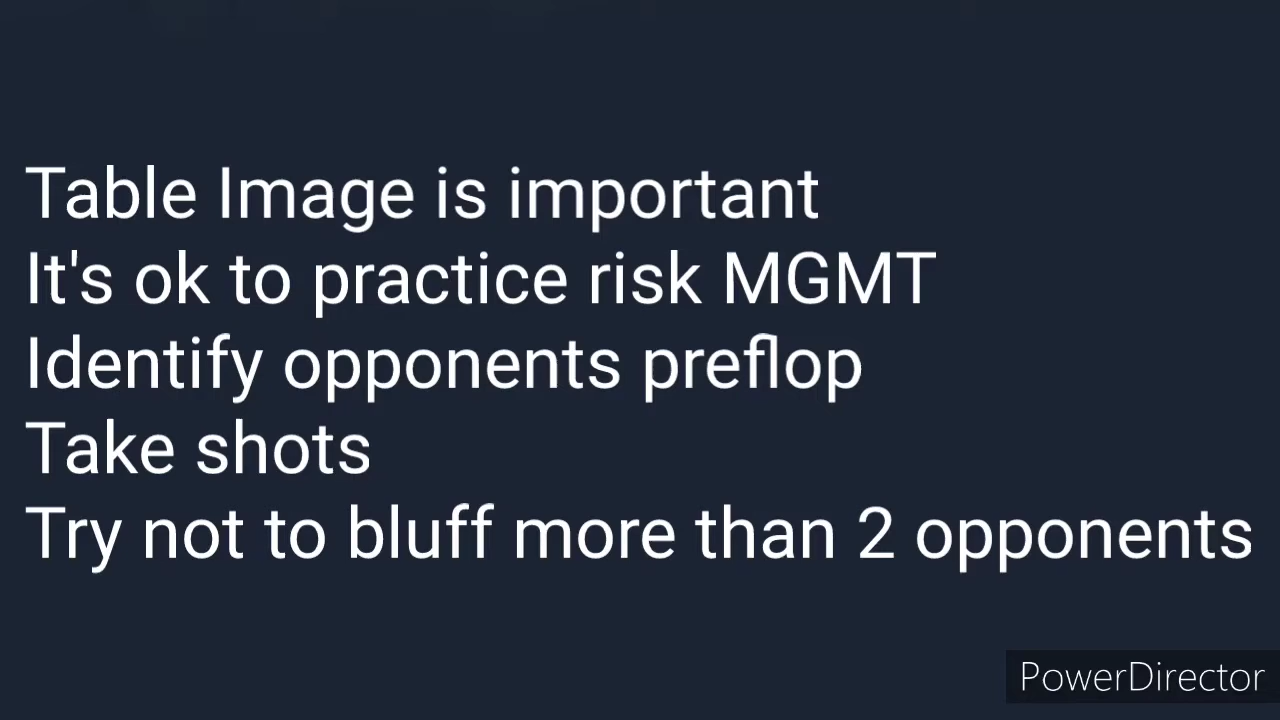 Table Image is important
It's ok to practice risk MGMT
Identify opponents preflop
Take shots
Try not to bluff more than 2 opponents
PowerDirector